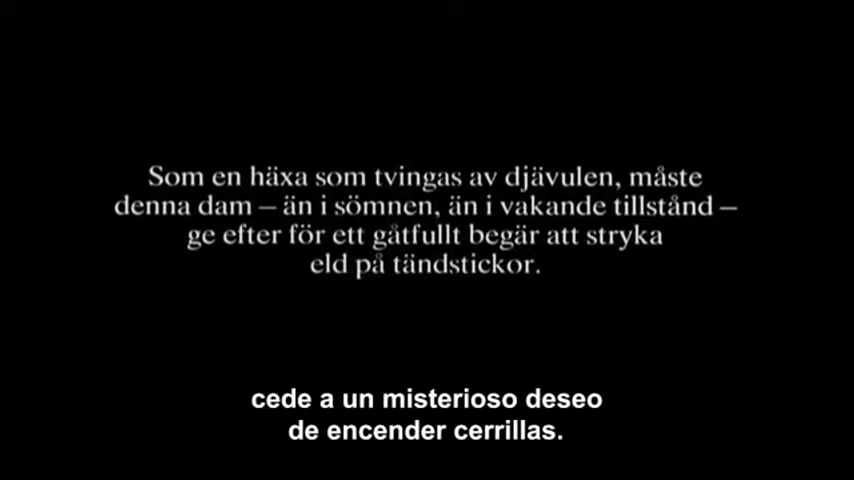 Som en häxa som tvingas av djävulen, måste
denna dam – än i sömnen, än i vakande tillstånd –
ge efter för ett gåtfullt begär att stryka
eld på tändstickor.
cede a un misterioso deseo
de encender cerrillas.